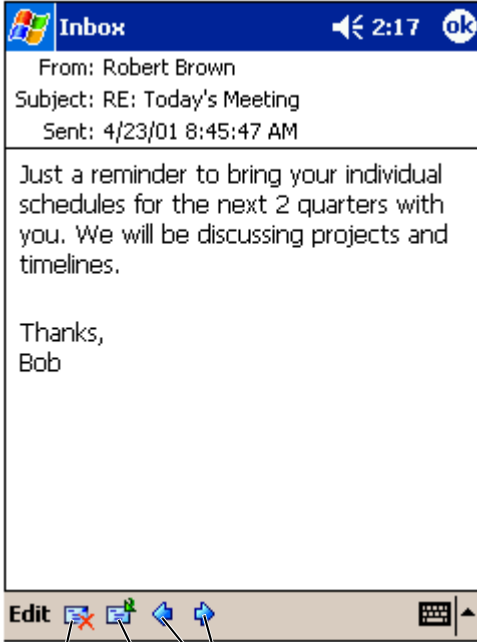 Inbox 2:17 ok
From: Robert Brown
Subject: RE: Today's Meeting
Sent: 4/23/01 8:45:47 AM
Just a reminder to bring your individual
schedules for the next 2 quarters with
you. We will be discussing projects and
timelines.
Thanks,
Bob
Edit